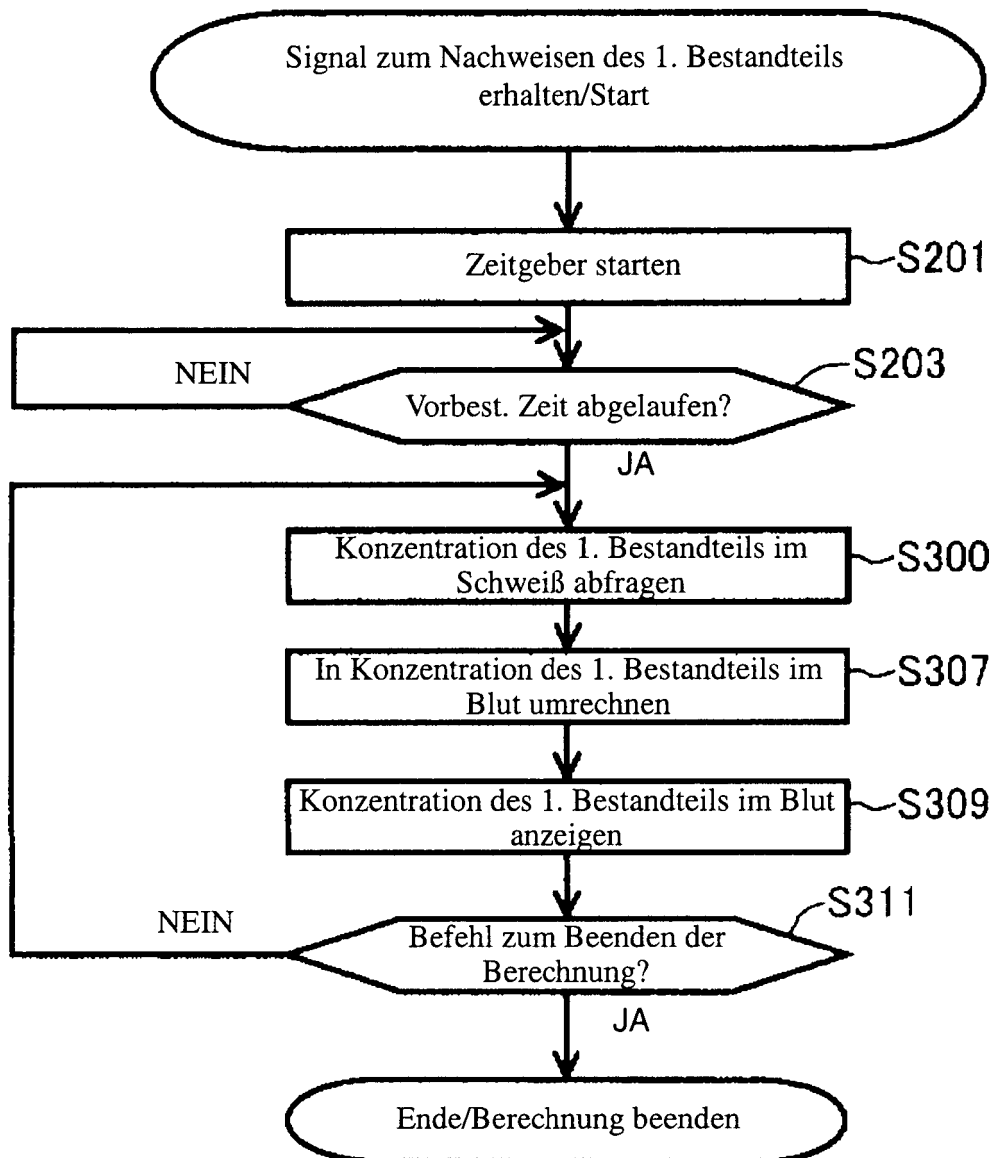 Signal zum Nachweisen des 1. Bestandteils
erhalten/Start
Zeitgeber starten
S201
NEIN
S203
Vorbest. Zeit abgelaufen?
JA
Konzentration des 1. Bestandteils im
Schweiß abfragen
S300
In Konzentration des 1. Bestandteils im
Blut umrechnen
S307
Konzentration des 1. Bestandteils im Blut
anzeigen
S309
NEIN
S311
Befehl zum Beenden der
Berechnung?
JA
Ende/Berechnung beenden